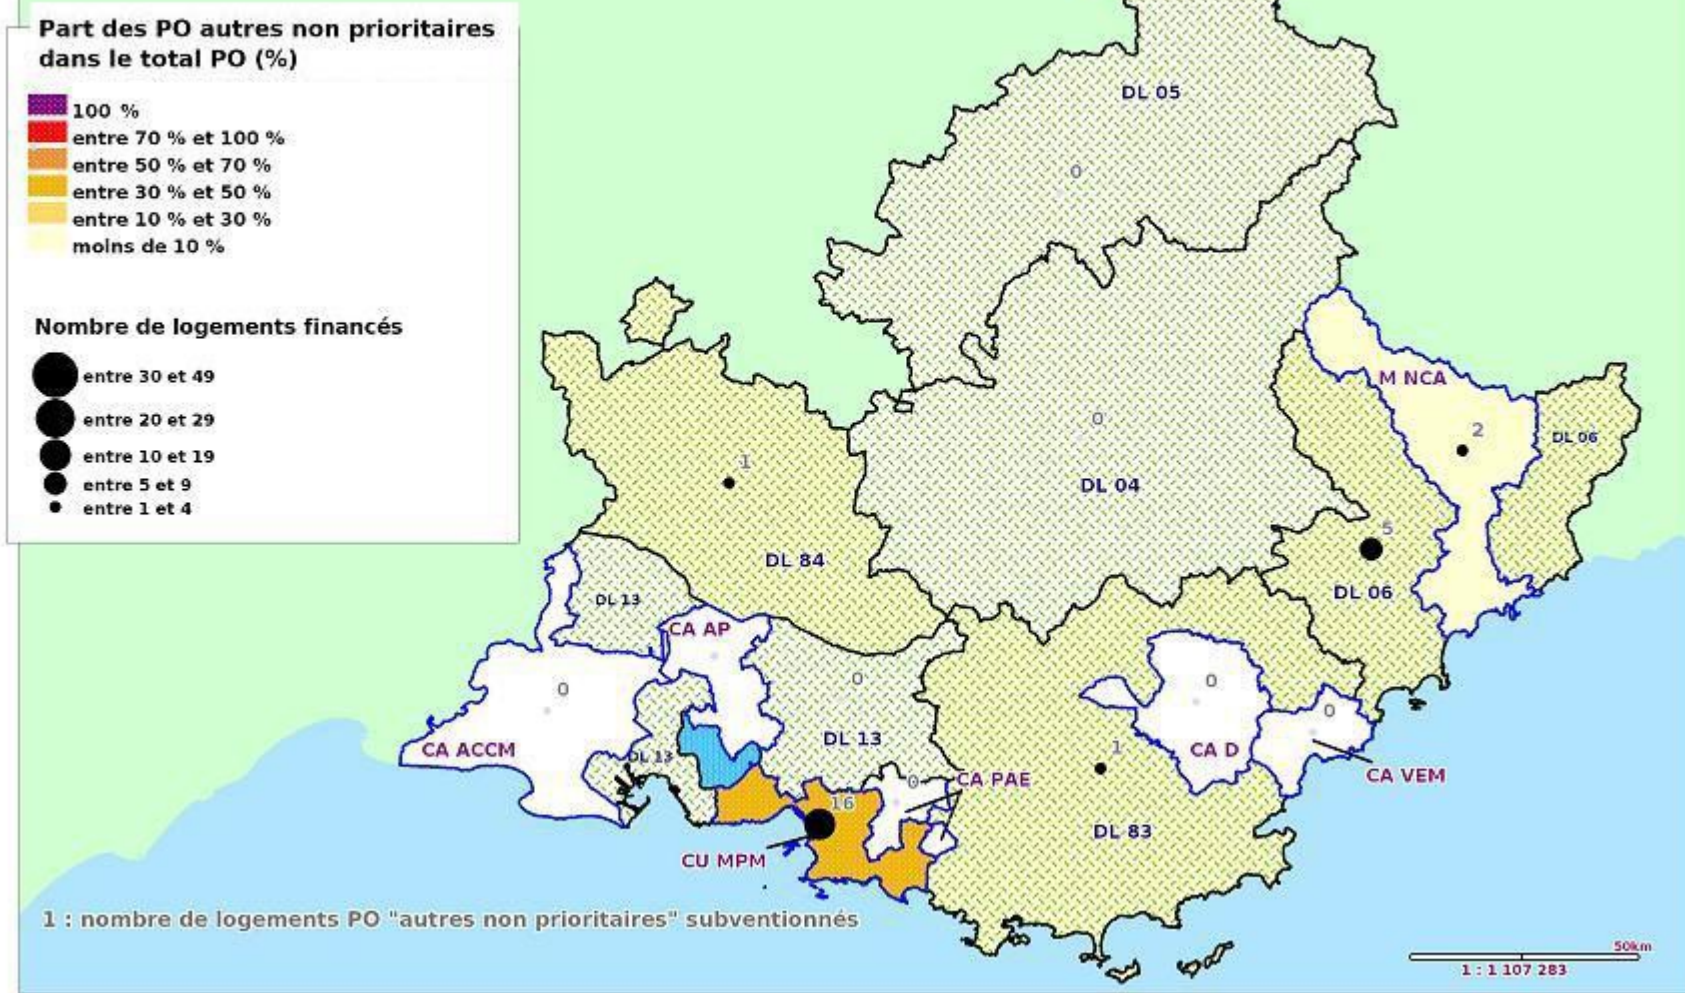 Part des PO autres non prioritaires
dans le total PO (%)
100 %
entre 70 % et 100 %
entre 50 % et 70 %
entre 30 % et 50 %
entre 10 % et 30 %
moins de 10 %
Nombre de logements financés
entre 30 et 49
entre 20 et 29
entre 10 et 19
entre 5 et 9
entre 1 et 4
DL 05
0
M NCA
2
DL 06
0
DL 04
1
DL 84
5
DL 06
DL 13
CA AP
0
CA ACCM
DL 13
0
DL 13
0
CA D
0
CA VEM
1
DL 83
0
CA PAE
16
CU MPM
1 : nombre de logements PO "autres non prioritaires" subventionnés
50km
1 : 1 107 283